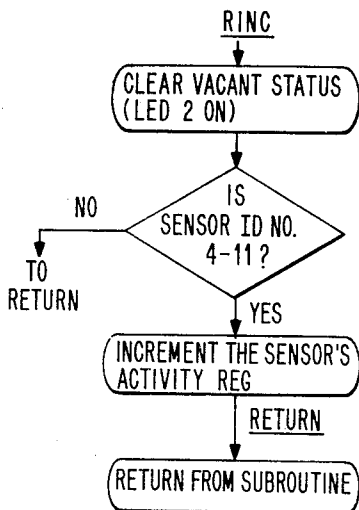 RINC
CLEAR VACANT STATUS
(LED 2 ON)
IS
SENSOR ID NO.
4-11?
NO
TO
RETURN
YES
INCREMENT THE SENSOR'S
ACTIVITY REG
RETURN
RETURN FROM SUBROUTINE